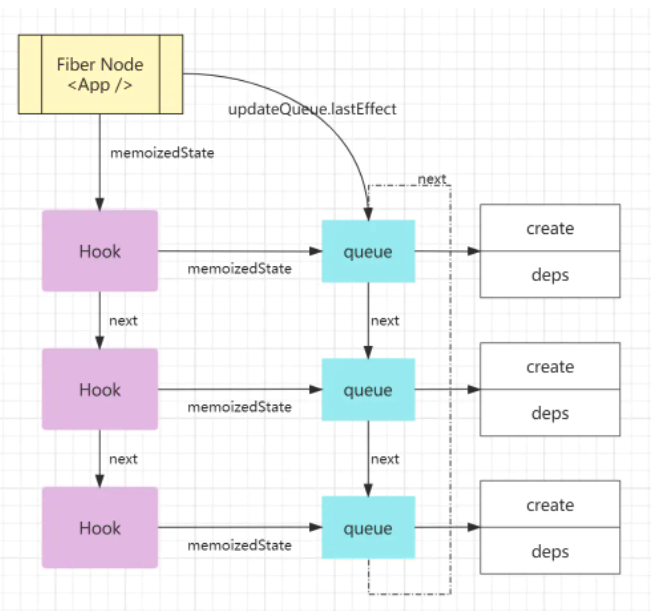 Fiber Node
<App />
updateQueue.lastEffect
memoizedState
next
Hook
memoizedState
queue
create
deps
next
next
Hook
memoizedState
queue
create
deps
next
next
Hook
memoizedState
queue
create
deps